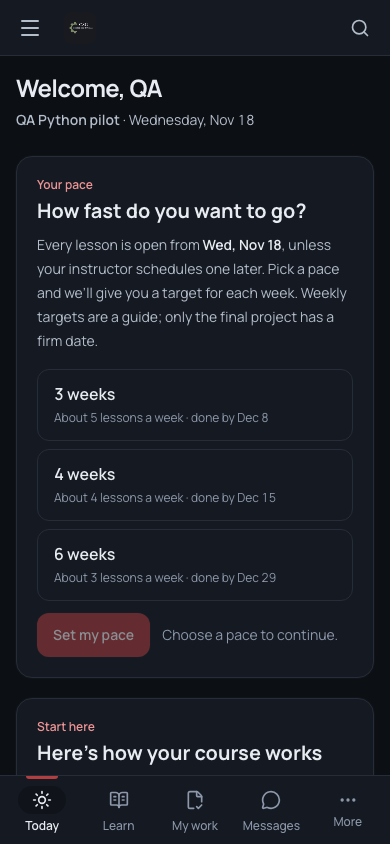 Welcome, QA
QA Python pilot · Wednesday, Nov 18
Your pace
How fast do you want to go?
Every lesson is open from Wed, Nov 18, unless
your instructor schedules one later. Pick a pace
and we'll give you a target for each week. Weekly
targets are a guide; only the final project has a
firm date.
3 weeks
About 5 lessons a week · done by Dec 8
4 weeks
About 4 lessons a week · done by Dec 15
6 weeks
About 3 lessons a week · done by Dec 29
Set my pace
Choose a pace to continue.
Start here
Here's how your course works
Today
Learn
My work
Messages
More